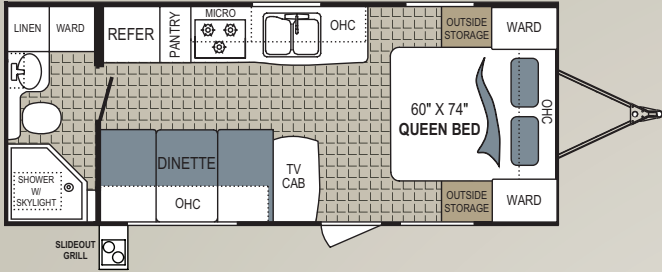 LINEN
WARD
REFER
PANTRY
MICRO
OHC
OUTSIDE
STORAGE
WARD
60" X 74"
QUEEN BED
OHC
DINETTE
OHC
TV
CAB
SHOWER
W/
SKYLIGHT
OUTSIDE
STORAGE
WARD
SLIDEOUT
GRILL